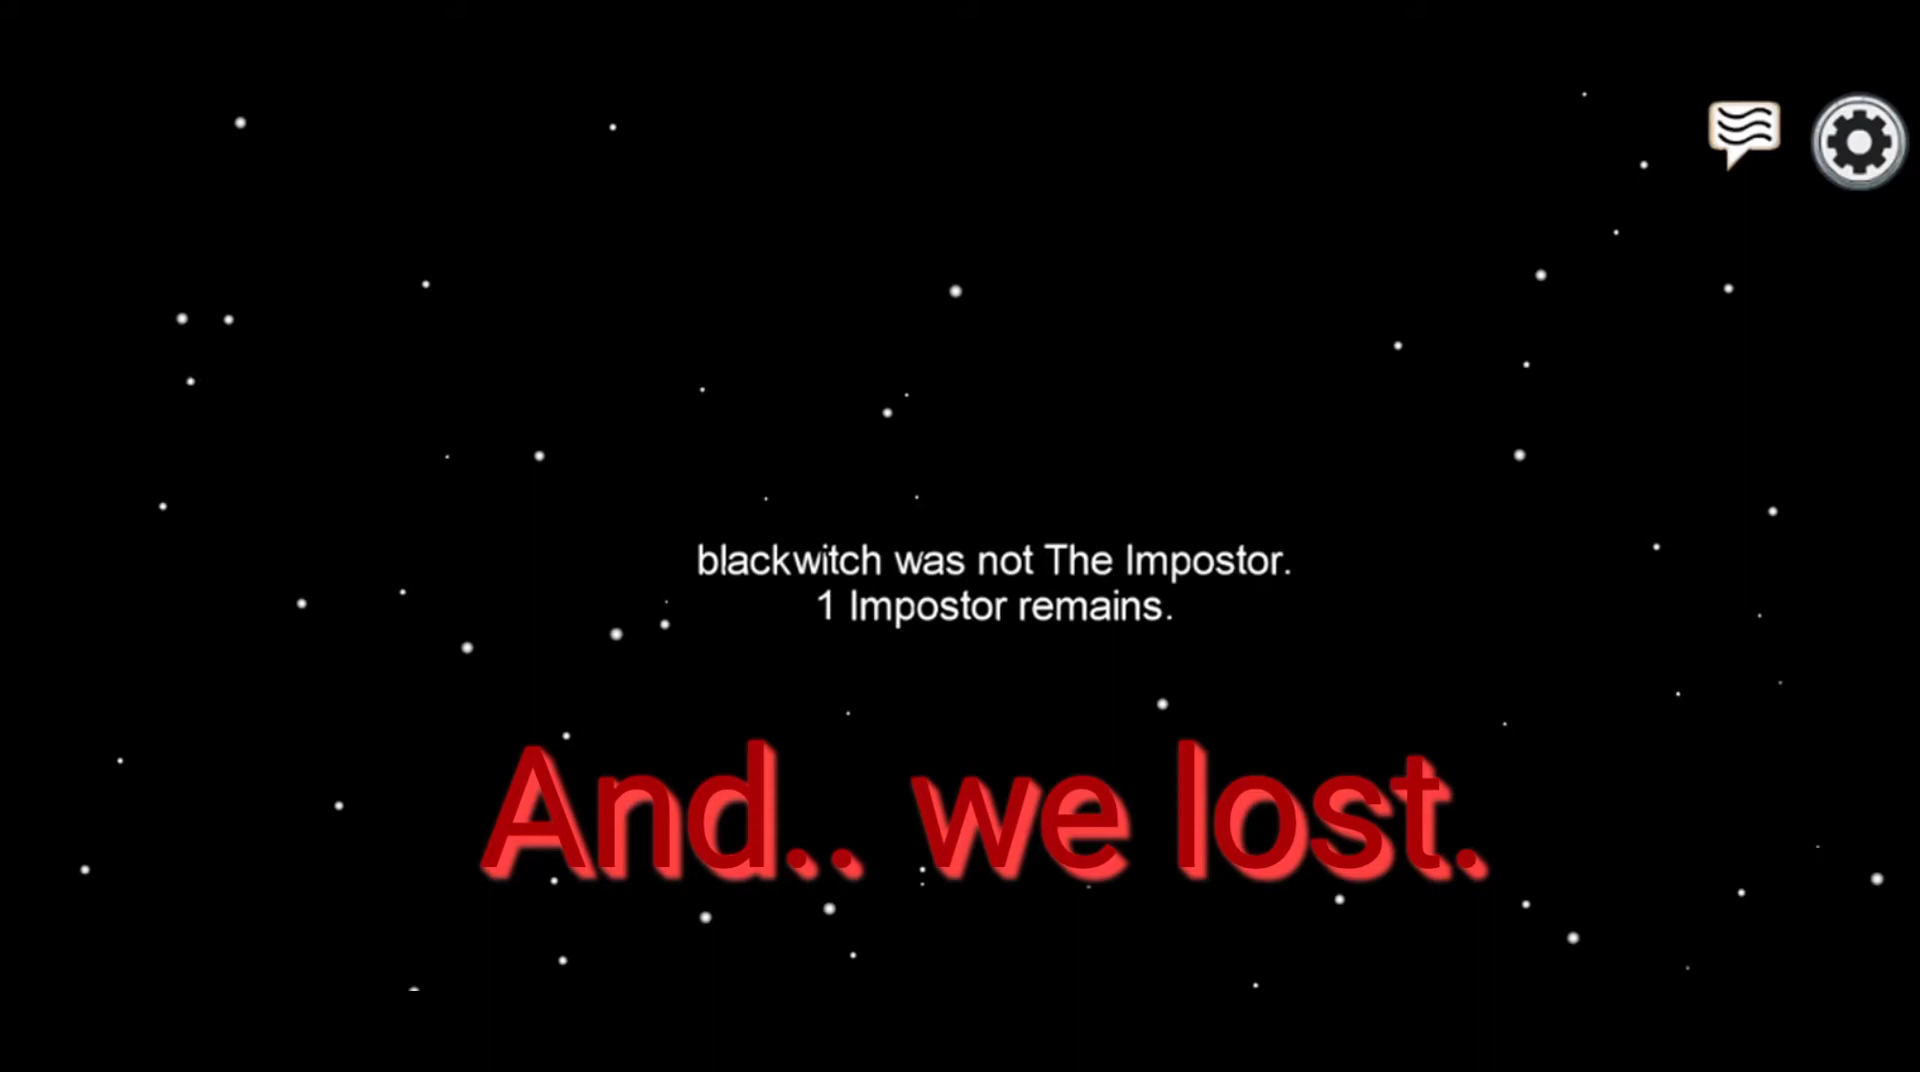 blackwitch was not The Impostor.
1 Impostor remains.
And.. we lost.